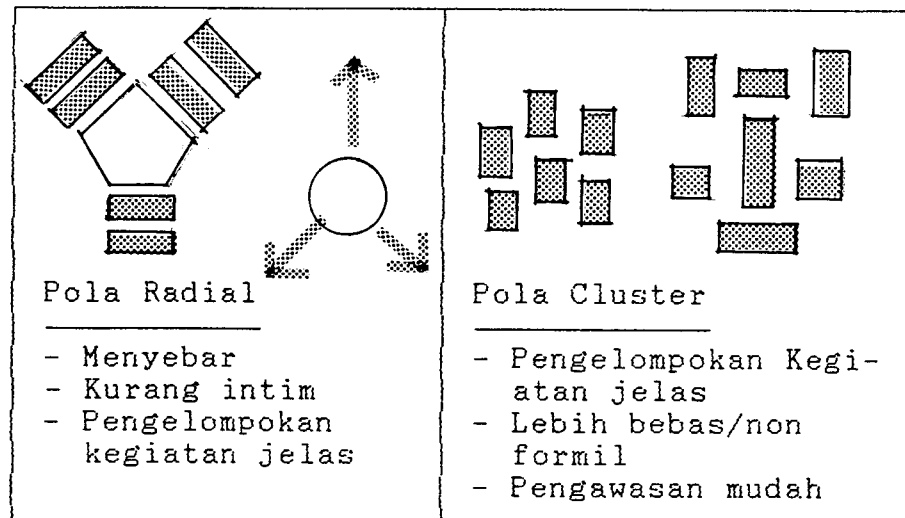 Pola Radial
- Menyebar
- Kurang intim
- Pengelompokan
kegiatan jelas
Pola Cluster
- Pengelompokan Kegi-
atan jelas
- Lebih bebas/non
formil
- Pengawasan mudah